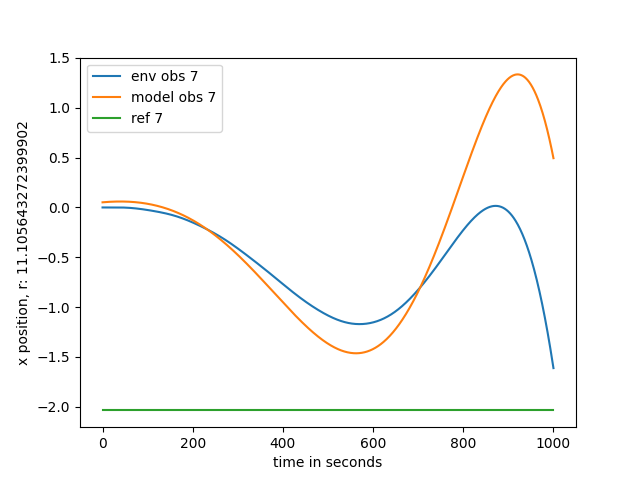 env obs 7
model obs 7
ref 7
1.5
1.0
0.5
0.0
−0.5
−1.0
−1.5
−2.0
x position, r: 11.105643272399902
0
200
400
600
800
1000
time in seconds